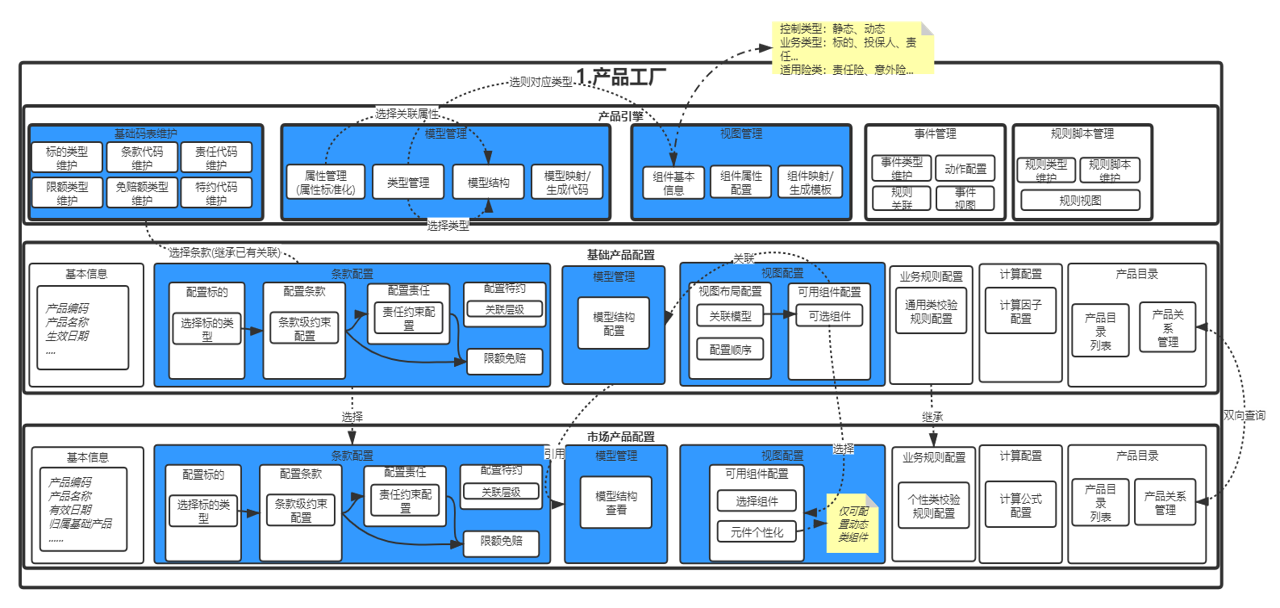 控制类型：静态、动态
业务类型：标的、投保人、责
任...
适用险类：责任险、意外险...
1.产品工厂
选则对应类型
选择关联属性
产品引擎
基础码表维护
标的类型
维护
条款代码
维护
责任代码
维护
限额类型
维护
免赔额类型
维护
特约代码
维护
模型管理
属性管理
(属性标准化)
类型管理
模型结构
模型映射/
生成代码
选择类型
视图管理
组件基本
信息
组件属性
配置
组件映射/
生成模板
事件管理
事件类型
维护
动作配置
规则
关联
事件
视图
规则脚本管理
规则类型
维护
规则脚本
维护
规则视图
选择条款(继承已有关联)
基础产品配置
关联
基本信息
产品编码
产品名称
生效日期
....
条款配置
配置标的
选择标的类
型
配置条款
条款级约束
配置
配置责任
责任约束配
置
配置特约
关联层级
限额免赔
模型管理
模型结构
配置
视图配置
视图布局配置
关联模型
配置顺序
可用组件配置
可选组件
业务规则配置
通用类校验
规则配置
计算配置
计算因子
配置
产品目录
产品目
录
列表
产品关
系
管理
选择
继承
双向查询
市场产品配置
引用
选择
基本信息
产品编码
产品名称
有效日期
归属基础产品
......
条款配置
配置标的
选择标的类
型
配置条款
条款级约束
配置
配置责任
责任约束配
置
配置特约
关联层级
限额免赔
模型管理
模型结构
查看
视图配置
可用组件配置
选择组件
元件个性化
仅可配
置动态
类组件
业务规则配置
个性类校验
规则配置
计算配置
计算公式
配置
产品目录
产品目
录
列表
产品关系
管理